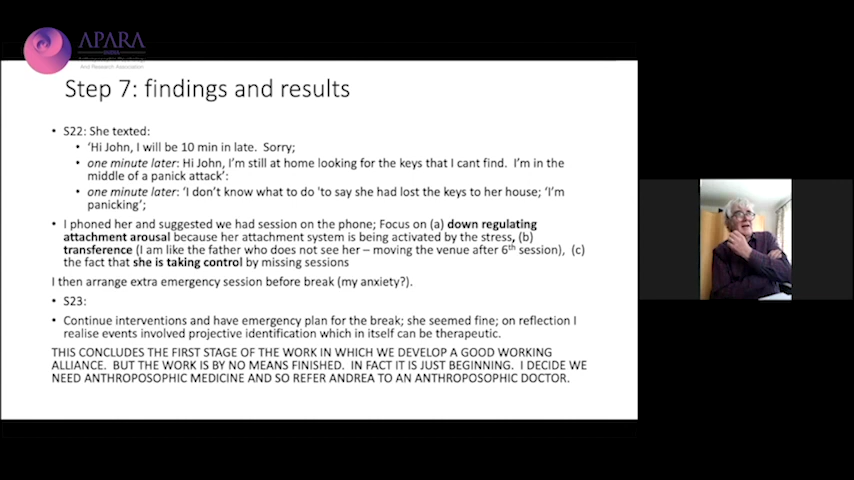 APARA
And Research Association
Step 7: findings and results
• S22: She texted:
• ‘Hi John, I will be 10 min in late. Sorry;
• one minute later: Hi John, I’m still at home looking for the keys that I cant find. I’m in the
middle of a panick attack’:
• one minute later: ‘I don’t know what to do 'to say she had lost the keys to her house; ‘I’m
panicking’;
• I phoned her and suggested we had session on the phone; Focus on (a) down regulating
attachment arousal because her attachment system is being activated by the stress, (b)
transference (I am like the father who does not see her – moving the venue after 6th session), (c)
the fact that she is taking control by missing sessions
I then arrange extra emergency session before break (my anxiety?).
• S23:
• Continue interventions and have emergency plan for the break; she seemed fine; on reflection I
realise events involved projective identification which in itself can be therapeutic.
THIS CONCLUDES THE FIRST STAGE OF THE WORK IN WHICH WE DEVELOP A GOOD WORKING
ALLIANCE. BUT THE WORK IS BY NO MEANS FINISHED. IN FACT IT IS JUST BEGINNING. I DECIDE WE
NEED ANTHROPOSOPHIC MEDICINE AND SO REFER ANDREA TO AN ANTHROPOSOPHIC DOCTOR.